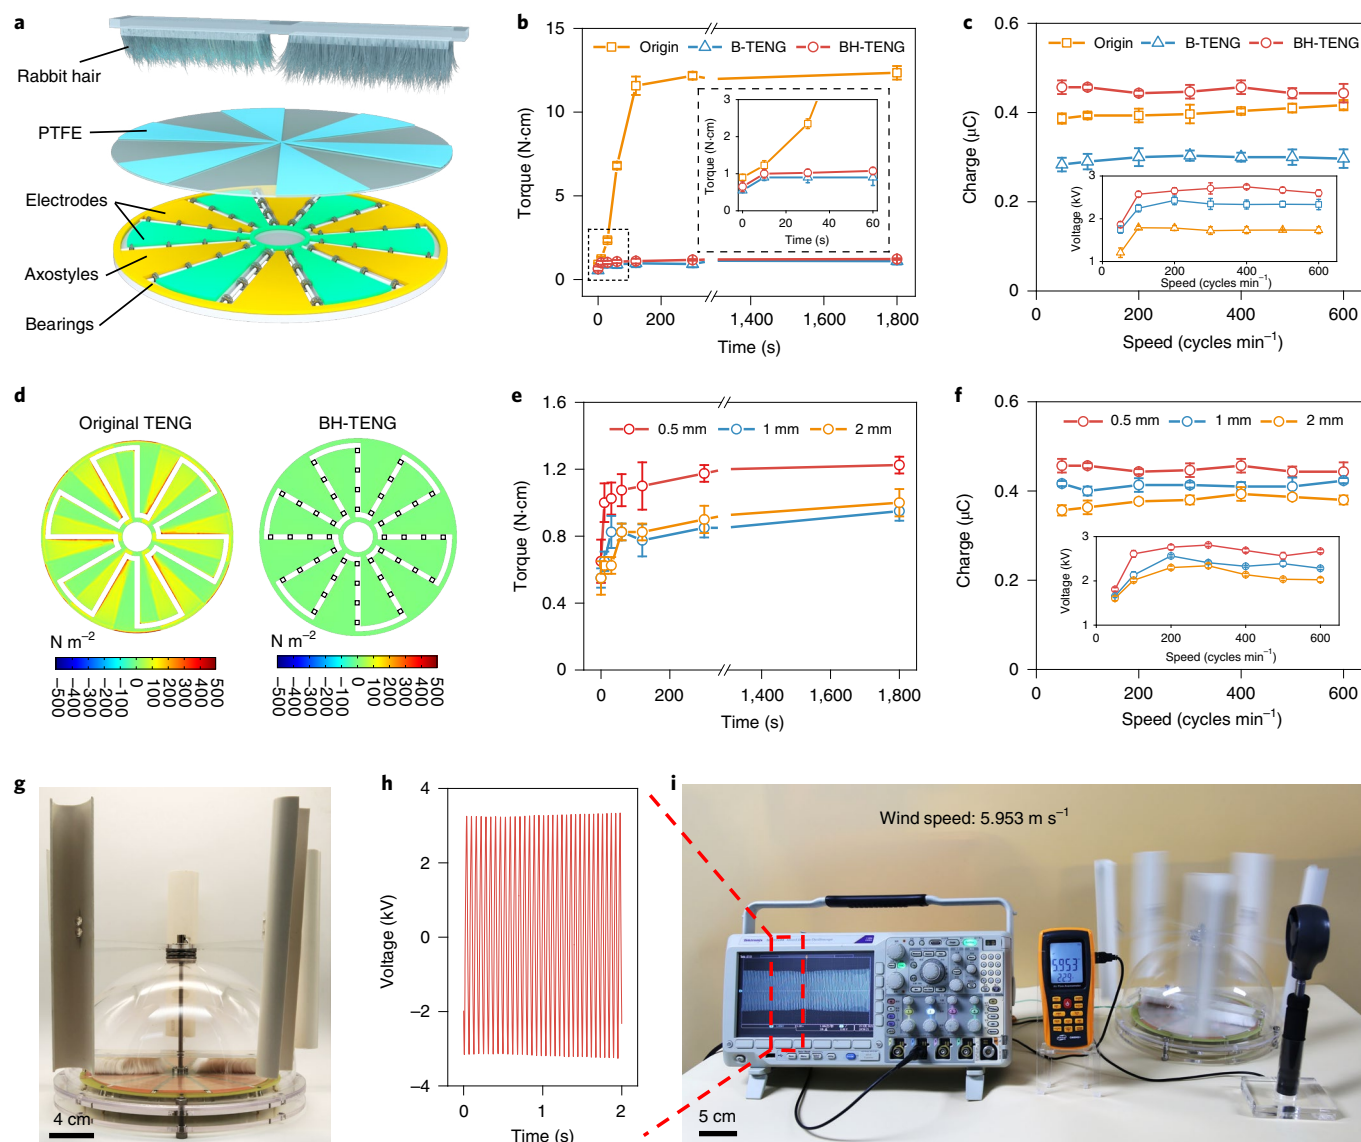 a
Rabbit hair
PTFE
Electrodes
Axostyles
Bearings
b
Origin
B-TENG
BH-TENG
15
10
5
0
Torque (N·cm)
0
200
1,400
1,600
1,800
Time (s)
3
2
1
0
Torque (N·cm)
0
20
40
60
Time (s)
c
Origin
B-TENG
BH-TENG
0.6
0.4
0.2
0
Charge (μC)
0
200
400
600
Speed (cycles min⁻¹)
3
2
1
Voltage (kV)
0
200
400
600
Speed (cycles min⁻¹)
d
Original TENG
BH-TENG
N m⁻²
−500
−400
−300
−200
−100
0
100
200
300
400
500
N m⁻²
−500
−400
−300
−200
−100
0
100
200
300
400
500
e
0.5 mm
1 mm
2 mm
1.6
1.2
0.8
0.4
0
Torque (N·cm)
0
200
1,400
1,600
1,800
Time (s)
f
0.5 mm
1 mm
2 mm
0.6
0.4
0.2
0
Charge (μC)
0
200
400
600
Speed (cycles min⁻¹)
3
2
1
Voltage (kV)
0
200
400
600
Speed (cycles min⁻¹)
g
4 cm
h
4
2
0
−2
−4
Voltage (kV)
0
1
2
Time (s)
i
Wind speed: 5.953 m s⁻¹
5.953
5 cm